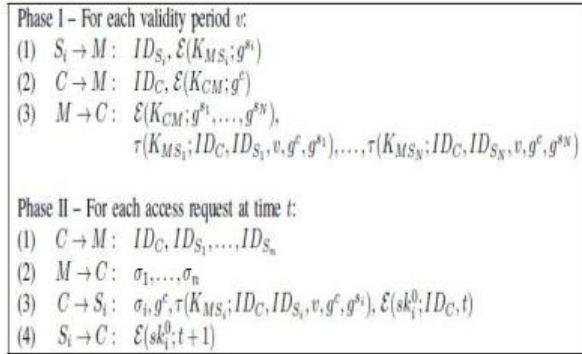 Phase I – For each validity period v:
(1) S_i → M : ID_{S_i}, ℰ(K_{MS_i}; g^{s_i})
(2) C → M : ID_C, ℰ(K_{CM}; g^c)
(3) M → C : ℰ(K_{CM}; g^{s_1},…,g^{s_N}),
τ(K_{MS_1}; ID_C, ID_{S_1}, v, g^c, g^{s_1}),…,τ(K_{MS_N}; ID_C, ID_{S_N}, v, g^c, g^{s_N})
Phase II – For each access request at time t:
(1) C → M : ID_C, ID_{S_1},…,ID_{S_n}
(2) M → C : σ_1,…,σ_n
(3) C → S_i : σ_i, g^c, τ(K_{MS_i}; ID_C, ID_{S_i}, v, g^c, g^{s_i}), ℰ(sk_i^0; ID_C, t)
(4) S_i → C : ℰ(sk_i^0; t+1)